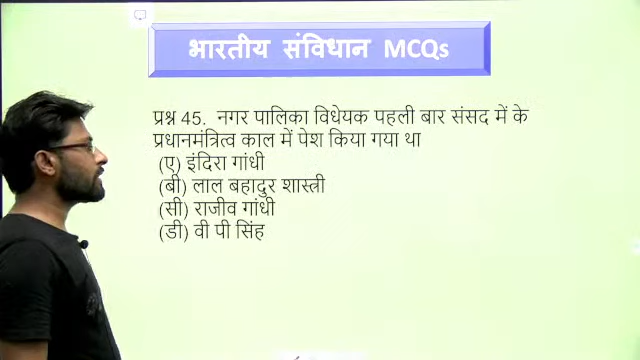 भारतीय संविधान MCQs
प्रश्न 45. नगर पालिका विधेयक पहली बार संसद में के
प्रधानमंत्रित्व काल में पेश किया गया था
(ए) इंदिरा गांधी
(बी) लाल बहादुर शास्त्री
(सी) राजीव गांधी
(डी) वी पी सिंह